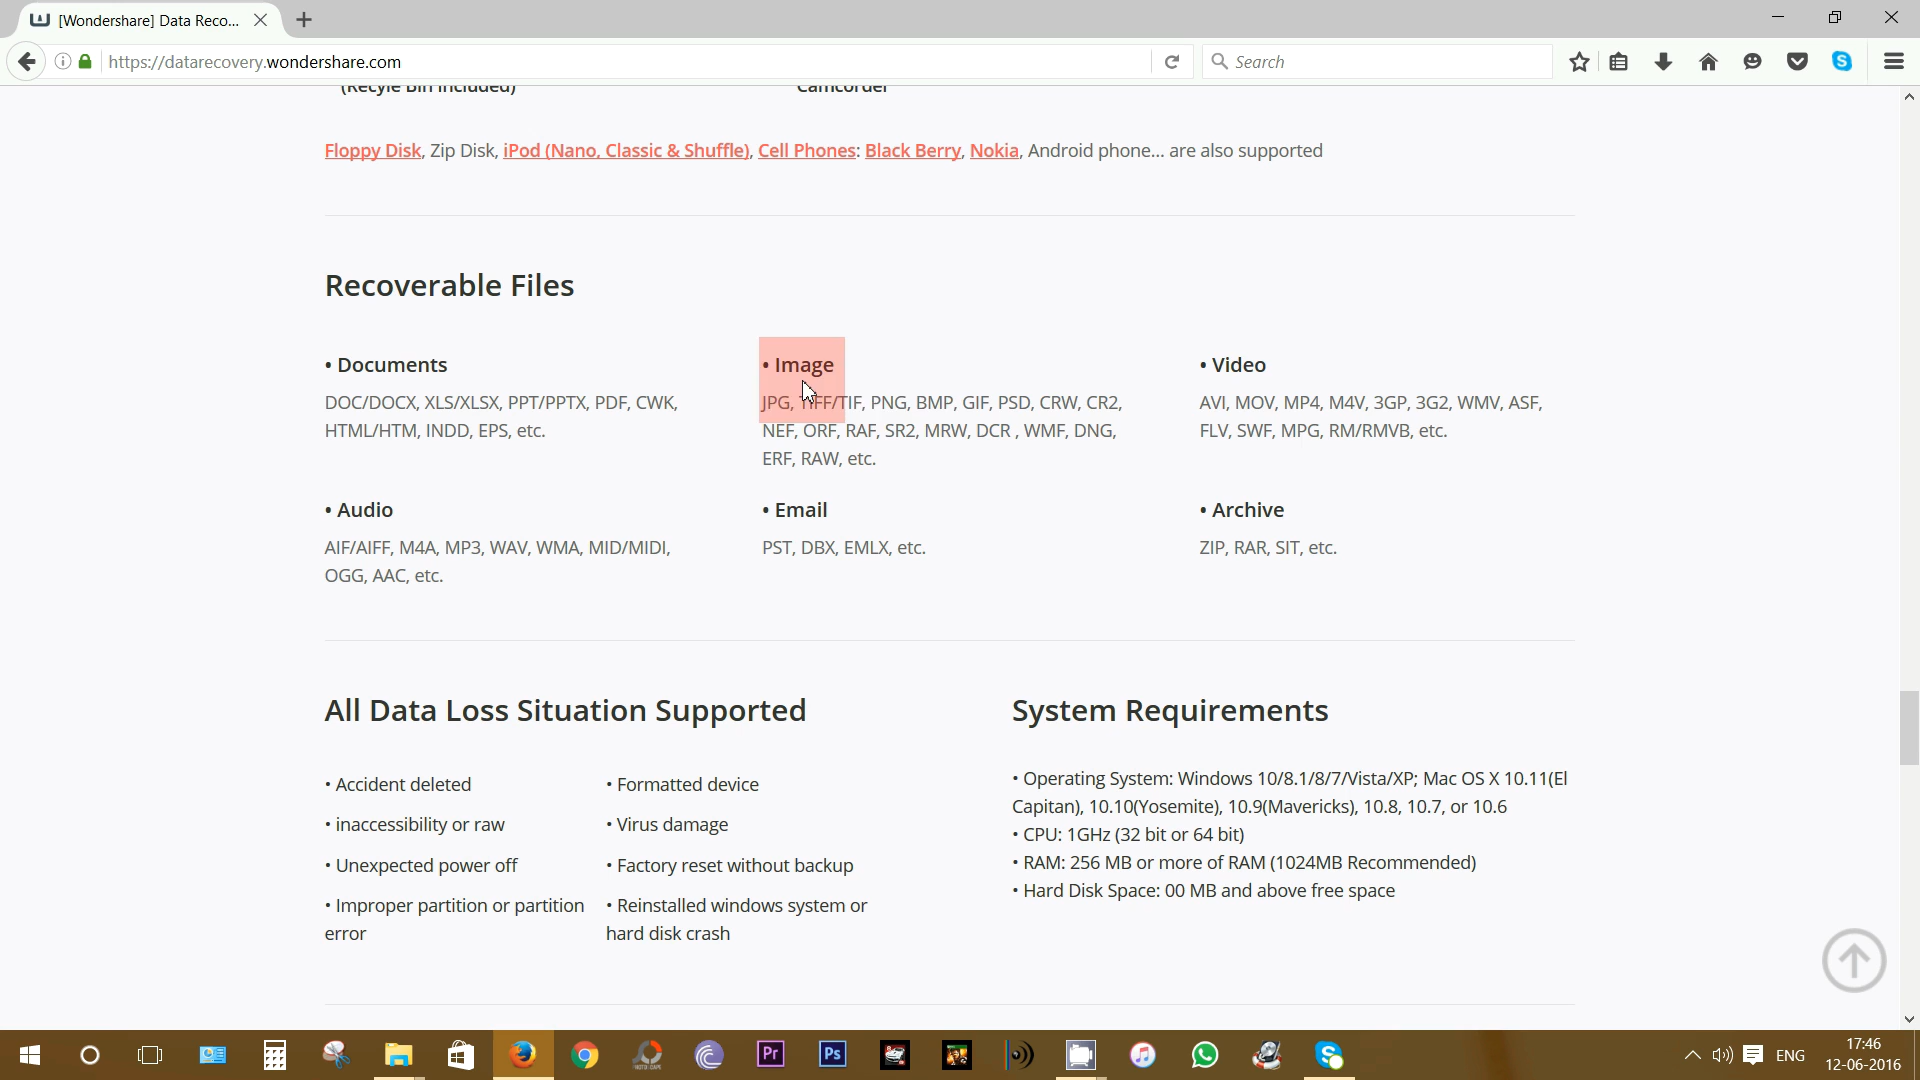 [Wondershare] Data Reco...
https://datarecovery.wondershare.com
Search
(Recyle Bin included)
Camcorder
Floppy Disk, Zip Disk, iPod (Nano, Classic & Shuffle), Cell Phones: Black Berry, Nokia, Android phone... are also supported
Recoverable Files
• Documents
DOC/DOCX, XLS/XLSX, PPT/PPTX, PDF, CWK,
HTML/HTM, INDD, EPS, etc.
• Image
JPG, TIFF/TIF, PNG, BMP, GIF, PSD, CRW, CR2,
NEF, ORF, RAF, SR2, MRW, DCR , WMF, DNG,
ERF, RAW, etc.
• Video
AVI, MOV, MP4, M4V, 3GP, 3G2, WMV, ASF,
FLV, SWF, MPG, RM/RMVB, etc.
• Audio
AIF/AIFF, M4A, MP3, WAV, WMA, MID/MIDI,
OGG, AAC, etc.
• Email
PST, DBX, EMLX, etc.
• Archive
ZIP, RAR, SIT, etc.
All Data Loss Situation Supported
• Accident deleted
• inaccessibility or raw
• Unexpected power off
• Improper partition or partition
error
• Formatted device
• Virus damage
• Factory reset without backup
• Reinstalled windows system or
hard disk crash
System Requirements
• Operating System: Windows 10/8.1/8/7/Vista/XP; Mac OS X 10.11(El
Capitan), 10.10(Yosemite), 10.9(Mavericks), 10.8, 10.7, or 10.6
• CPU: 1GHz (32 bit or 64 bit)
• RAM: 256 MB or more of RAM (1024MB Recommended)
• Hard Disk Space: 00 MB and above free space
Pr
Ps
ENG
17:46
12-06-2016